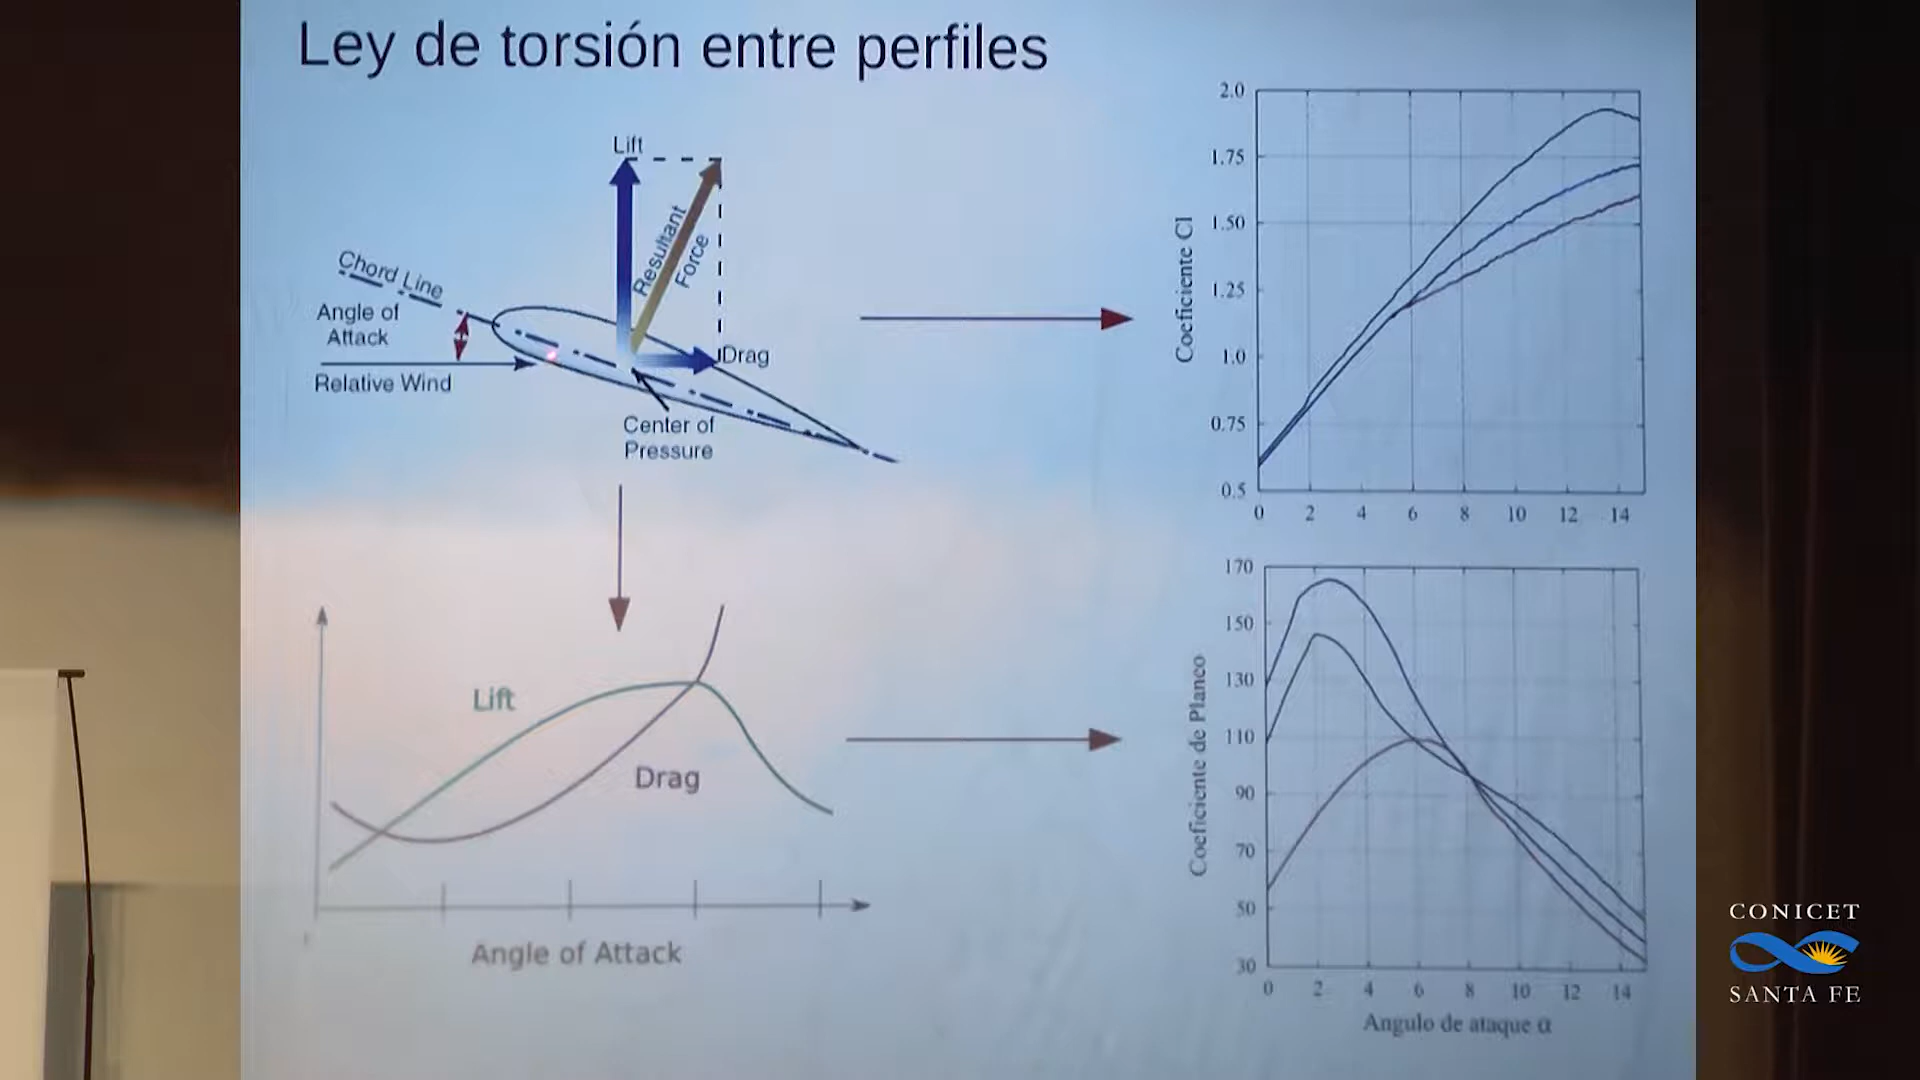 Ley de torsión entre perfiles
Lift
Resultant
Force
Chord Line
Angle of
Attack
Relative Wind
Drag
Center of
Pressure
Coeficiente Cl
2.0
1.75
1.50
1.25
1.0
0.75
0.5
0 2 4 6 8 10 12 14
Lift
Drag
Angle of Attack
Coeficiente de Planeo
170
150
130
110
90
70
50
30
0 2 4 6 8 10 12 14
Angulo de ataque α
CONICET
SANTA FE